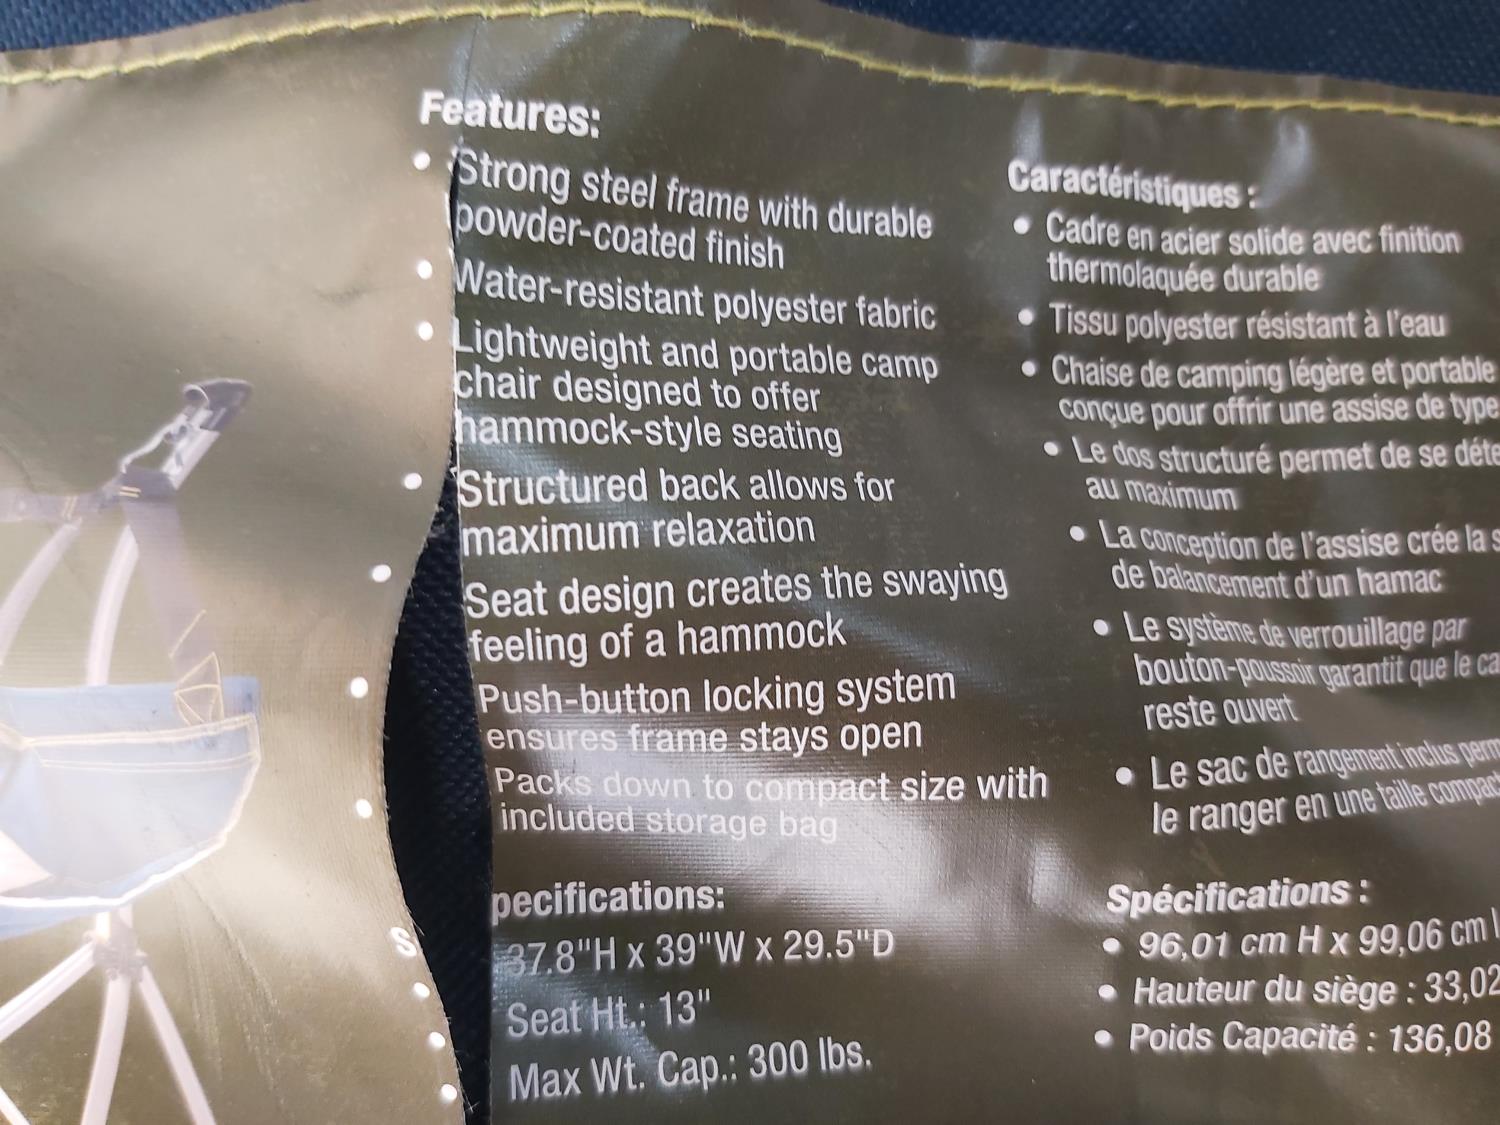 Features:
• Strong steel frame with durable
powder-coated finish
• Water-resistant polyester fabric
• Lightweight and portable camp
chair designed to offer
hammock-style seating
• Structured back allows for
maximum relaxation
• Seat design creates the swaying
feeling of a hammock
• Push-button locking system
ensures frame stays open
• Packs down to compact size with
included storage bag
Specifications:
• 37.8"H x 39"W x 29.5"D
• Seat Ht.: 13"
• Max Wt. Cap.: 300 lbs.
Caractéristiques :
• Cadre en acier solide avec finition
thermolaquée durable
• Tissu polyester résistant à l'eau
• Chaise de camping légère et portable
conçue pour offrir une assise de type
• Le dos structuré permet de se déte
au maximum
• La conception de l'assise crée la s
de balancement d'un hamac
• Le système de verrouillage par
bouton-poussoir garantit que le ca
reste ouvert
• Le sac de rangement inclus perm
le ranger en une taille compact
Spécifications :
• 96,01 cm H x 99,06 cm l
• Hauteur du siège : 33,02
• Poids Capacité : 136,08